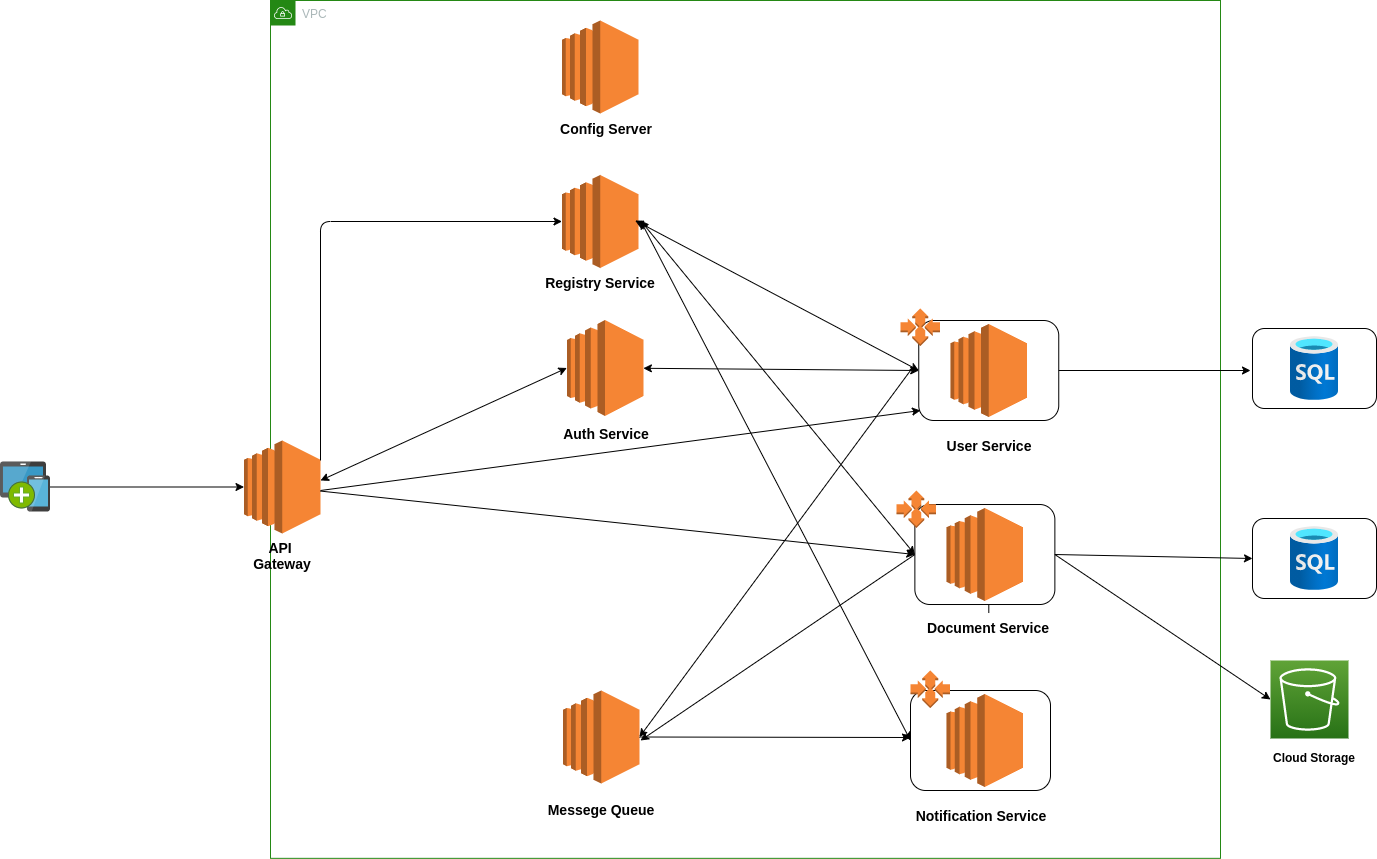 VPC
Config Server
Registry Service
Auth Service
User Service
SQL
API
Gateway
SQL
Document Service
Cloud Storage
Messege Queue
Notification Service